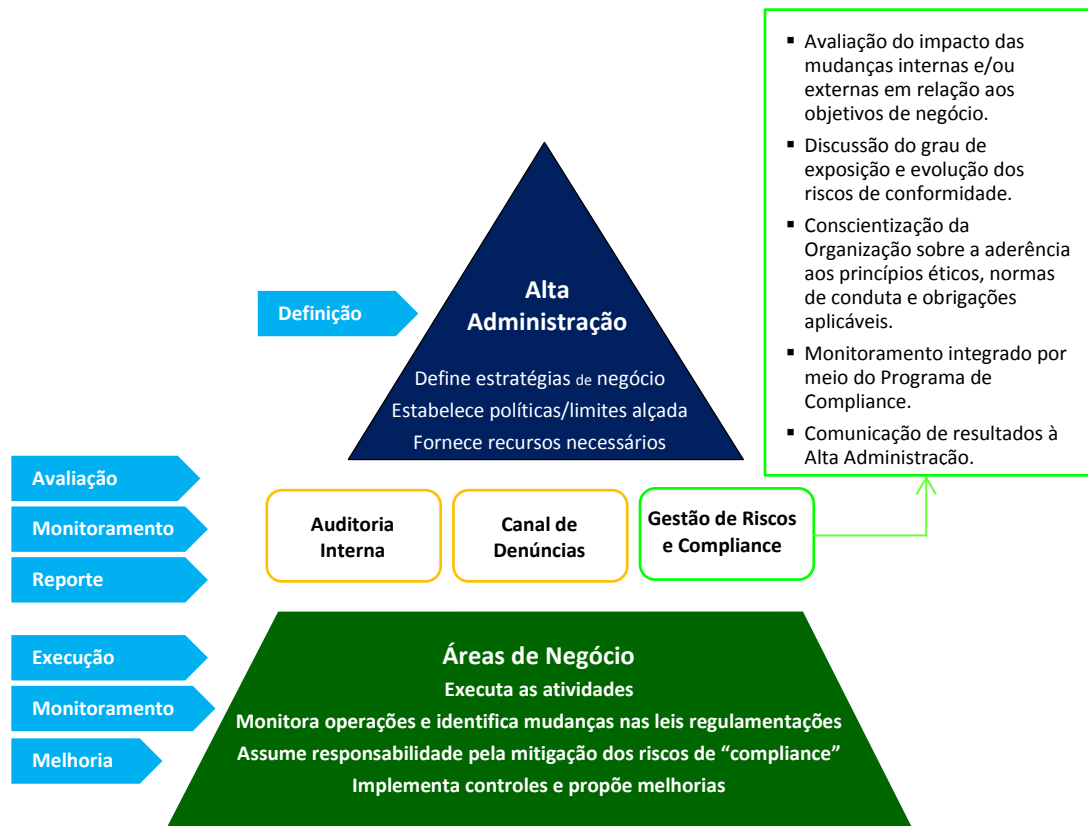 ▪ Avaliação do impacto das
mudanças internas e/ou
externas em relação aos
objetivos de negócio.
▪ Discussão do grau de
exposição e evolução dos
riscos de conformidade.
▪ Conscientização da
Organização sobre a aderência
aos princípios éticos, normas
de conduta e obrigações
aplicáveis.
▪ Monitoramento integrado por
meio do Programa de
Compliance.
▪ Comunicação de resultados à
Alta Administração.
Definição
Alta
Administração
Define estratégias de negócio
Estabelece políticas/limites alçada
Fornece recursos necessários
Avaliação
Monitoramento
Reporte
Auditoria
Interna
Canal de
Denúncias
Gestão de Riscos
e Compliance
Execução
Monitoramento
Melhoria
Áreas de Negócio
Executa as atividades
Monitora operações e identifica mudanças nas leis regulamentações
Assume responsabilidade pela mitigação dos riscos de “compliance”
Implementa controles e propõe melhorias